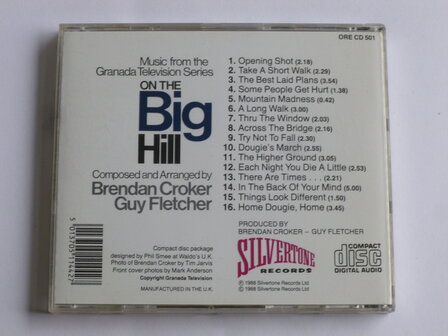 ORE CD 501
Music from the
Granada Television Series
ON THE
Big
Hill
Composed and Arranged by
Brendan Croker
Guy Fletcher
1. Opening Shot (2.18)
2. Take A Short Walk (2.29)
3. The Best Laid Plans (3.54)
4. Some People Get Hurt (1.38)
5. Mountain Madness (0.42)
6. A Long Walk (3.00)
7. Thru The Window (2.03)
8. Across The Bridge (2.16)
9. Try Not To Fall (2.30)
10. Dougie's March (2.55)
11. The Higher Ground (3.05)
12. Each Night You Die A Little (2.53)
13. There Are Times . . . (2.21)
14. In The Back Of Your Mind (5.00)
15. Things Look Different (1.50)
16. Home Dougie, Home (3.45)
PRODUCED BY
BRENDAN CROKER – GUY FLETCHER
Compact disc package
designed by Phil Smee at Waldo's U.K.
Photo of Brendan Croker by Tim Jarvis
Front cover photos by Mark Anderson
Copyright Granada Television
MANUFACTURED IN THE U.K.
SILVERTONE
RECORDS
COMPACT
disc
DIGITAL AUDIO
℗ 1988 Silvertone Records Ltd
© 1988 Silvertone Records Ltd